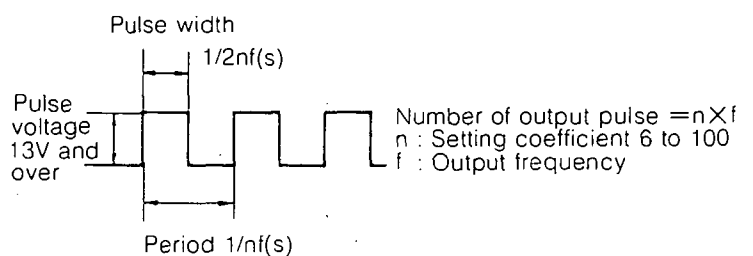 Pulse width
1/2nf(s)
Pulse
voltage
13V and
over
Number of output pulse =n×f
n : Setting coefficient 6 to 100
f : Output frequency
Period 1/nf(s)